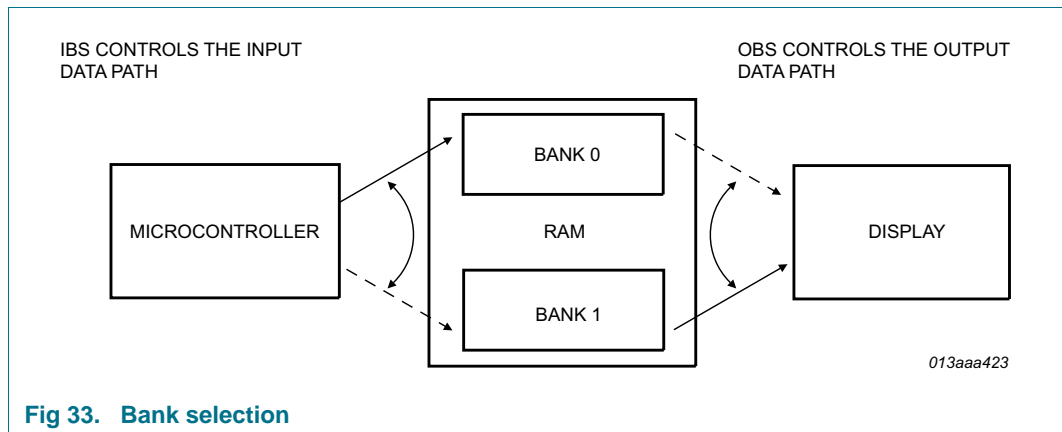 IBS CONTROLS THE INPUT
DATA PATH
OBS CONTROLS THE OUTPUT
DATA PATH
BANK 0
MICROCONTROLLER
RAM
DISPLAY
BANK 1
013aaa423
Fig 33. Bank selection